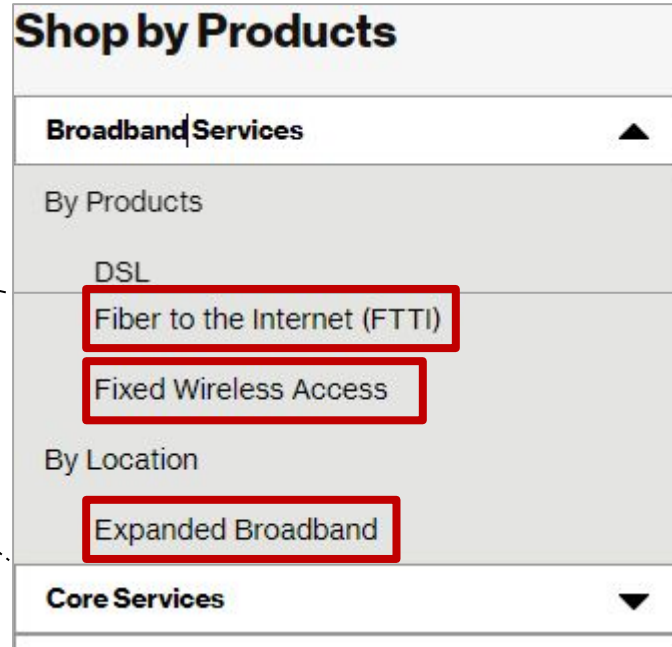 Shop by Products
Broadband Services
By Products
DSL
Fiber to the Internet (FTTI)
Fixed Wireless Access
By Location
Expanded Broadband
Core Services